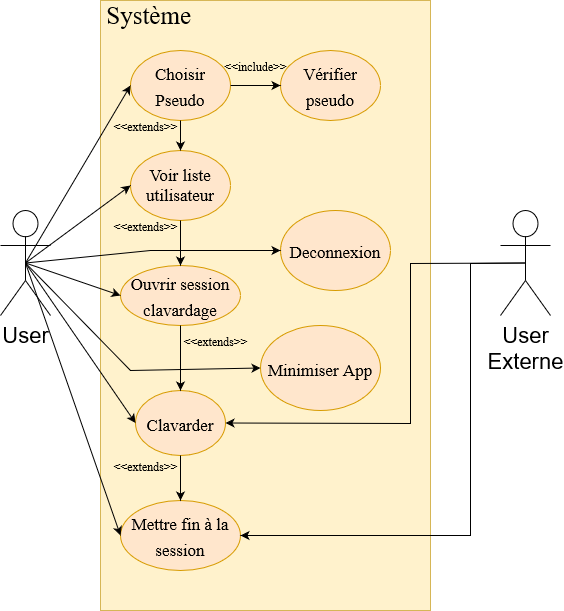 Système
Choisir
Pseudo
<<include>>
Vérifier
pseudo
<<extends>>
Voir liste
utilisateur
<<extends>>
Deconnexion
Ouvrir session
clavardage
User
User
Externe
<<extends>>
Minimiser App
Clavarder
<<extends>>
Mettre fin à la
session